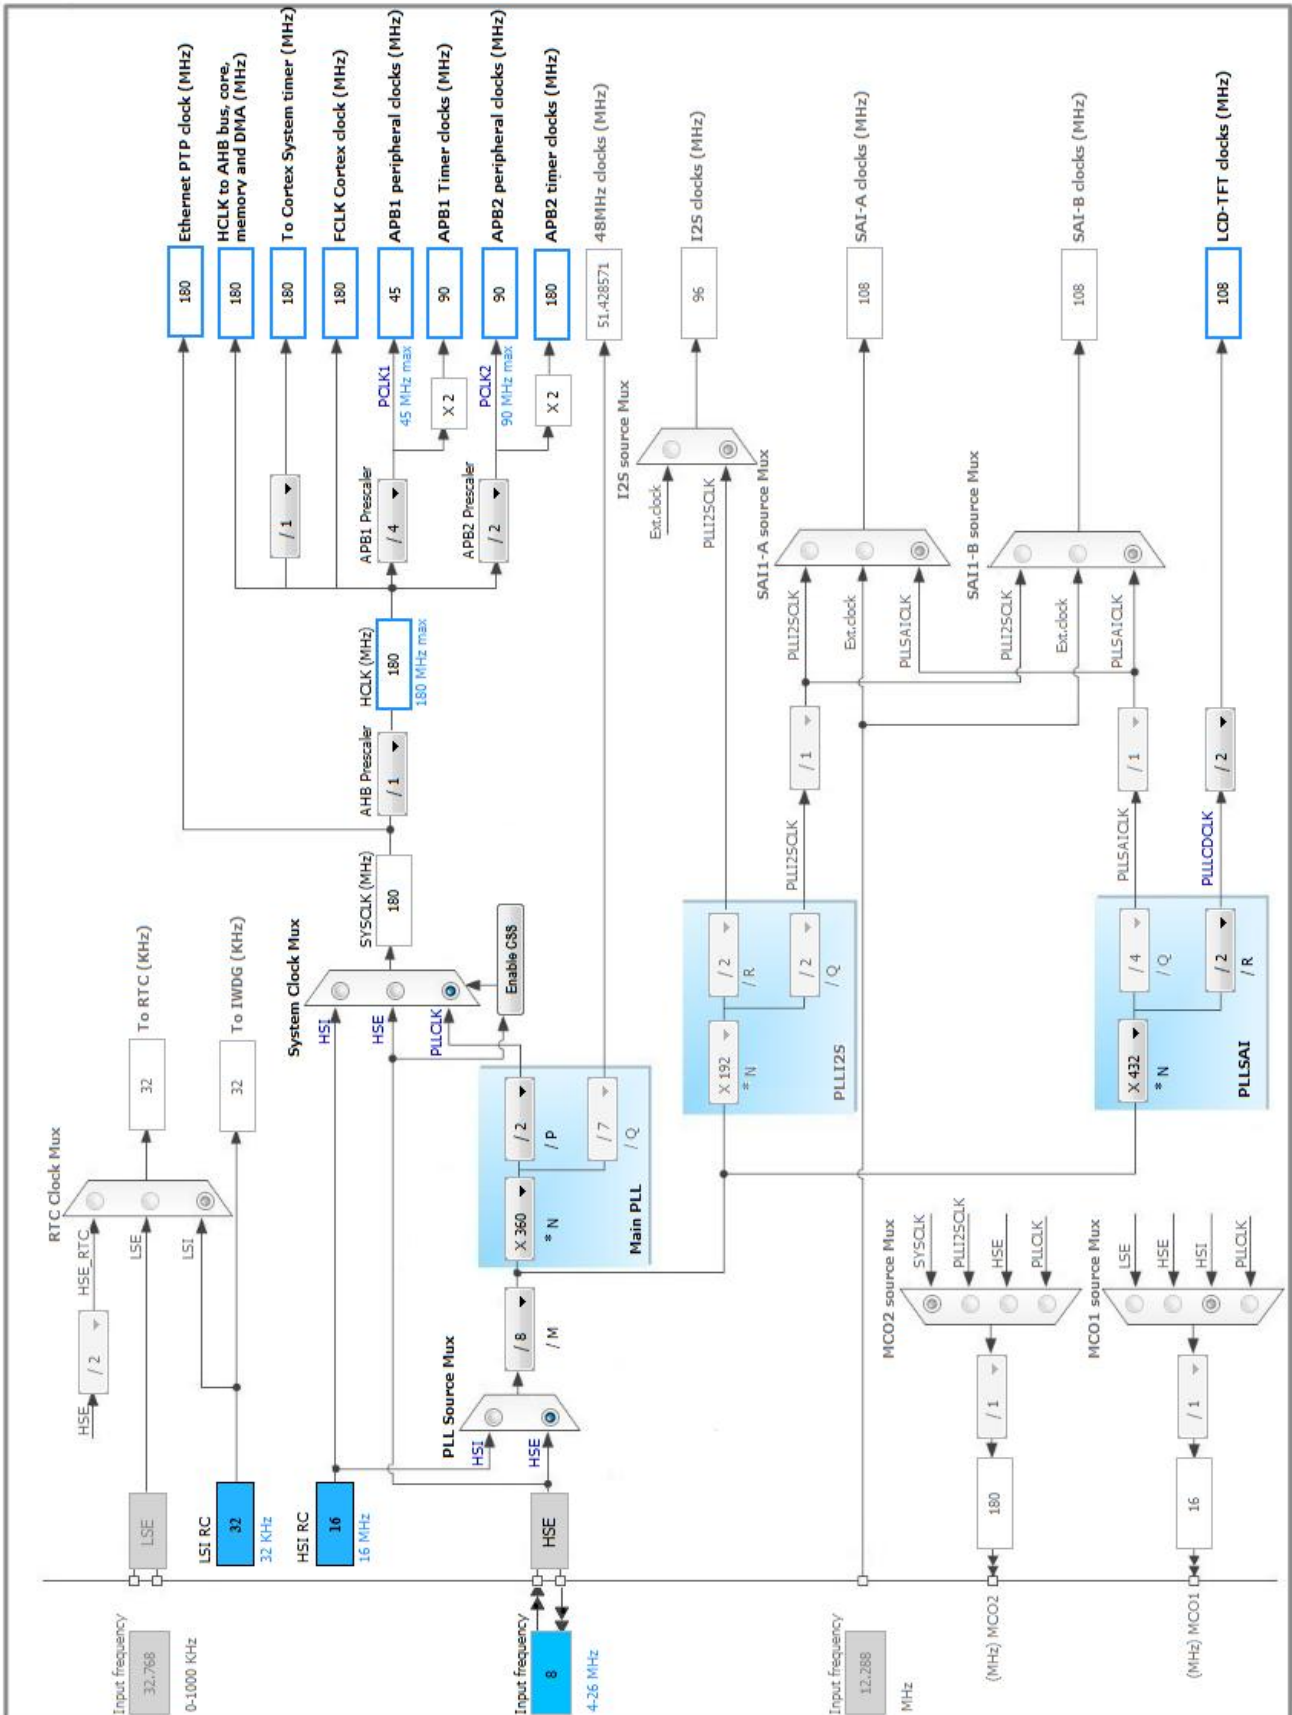 Input frequency
32.768
0-1000 KHz
LSE
HSE
/ 2
HSE_RTC
LSE
LSI
RTC Clock Mux
32
To RTC (KHz)
LSI RC
32
32 KHz
32
To IWDG (KHz)
HSI RC
16
16 MHz
Input frequency
8
4-26 MHz
HSE
PLL Source Mux
HSI
HSE
/ 8
/ M
Main PLL
X 360
* N
/ 2
/ P
/ 7
/ Q
System Clock Mux
HSI
HSE
PLLCLK
Enable CSS
SYSCLK (MHz)
180
AHB Prescaler
/ 1
HCLK (MHz)
180
180 MHz max
/ 1
APB1 Prescaler
/ 4
PCLK1
45 MHz max
X 2
APB2 Prescaler
/ 2
PCLK2
90 MHz max
X 2
180
Ethernet PTP clock (MHz)
180
HCLK to AHB bus, core,
memory and DMA (MHz)
180
To Cortex System timer (MHz)
180
FCLK Cortex clock (MHz)
45
APB1 peripheral clocks (MHz)
90
APB1 Timer clocks (MHz)
90
APB2 peripheral clocks (MHz)
180
APB2 timer clocks (MHz)
51.428571
48MHz clocks (MHz)
PLLI2S
X 192
* N
/ 2
/ R
/ 2
/ Q
PLLI2SCLK
/ 1
I2S source Mux
Ext.clock
PLLI2SCLK
96
I2S clocks (MHz)
SAI1-A source Mux
PLLI2SCLK
Ext.clock
PLLSAICLK
108
SAI-A clocks (MHz)
SAI1-B source Mux
PLLI2SCLK
Ext.clock
PLLSAICLK
108
SAI-B clocks (MHz)
PLLSAI
X 432
* N
/ 4
/ Q
/ 2
/ R
PLLSAICLK
/ 1
PLLLCDCLK
/ 2
108
LCD-TFT clocks (MHz)
Input frequency
12.288
MHz
MCO2 source Mux
SYSCLK
PLLI2SCLK
HSE
PLLCLK
/ 1
180
(MHz) MCO2
MCO1 source Mux
LSE
HSE
HSI
PLLCLK
/ 1
16
(MHz) MCO1